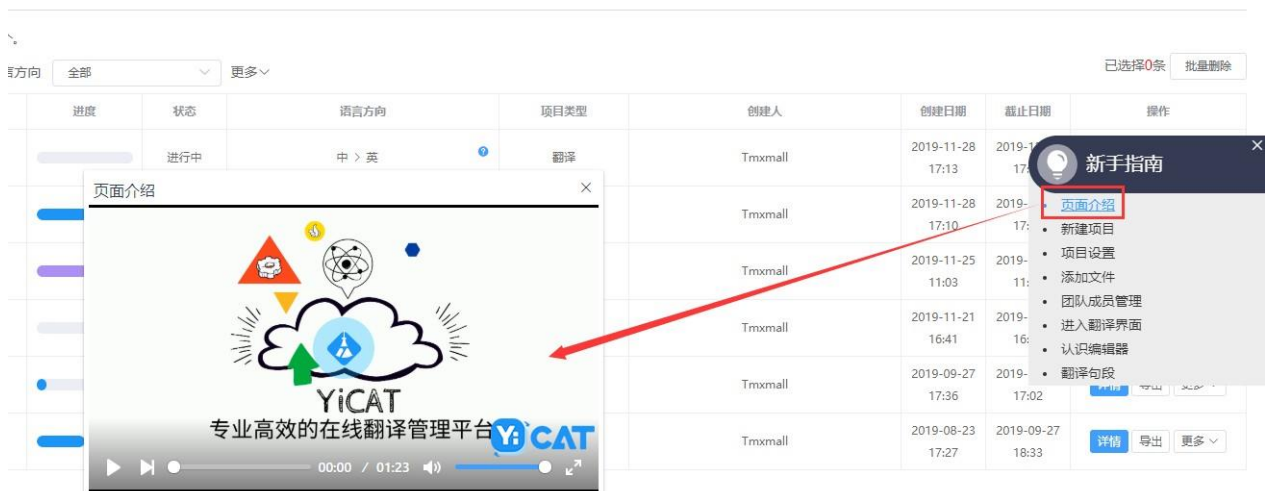 言方向 全部 更多
已选择0条 批量删除
进度 状态 语言方向 项目类型 创建人 创建日期 截止日期 操作
进行中 中 > 英 ? 翻译 Tmxmall 2019-11-28 17:13
Tmxmall 2019-11-28 17:10
Tmxmall 2019-11-25 11:03
Tmxmall 2019-11-21 16:41
Tmxmall 2019-09-27 17:36 17:02
Tmxmall 2019-08-23 17:27 2019-09-27 18:33 详情 导出 更多
页面介绍
YiCAT
专业高效的在线翻译管理平台
Yi CAT
00:00 / 01:23
新手指南
页面介绍
新建项目
项目设置
添加文件
团队成员管理
进入翻译界面
认识编辑器
翻译句段